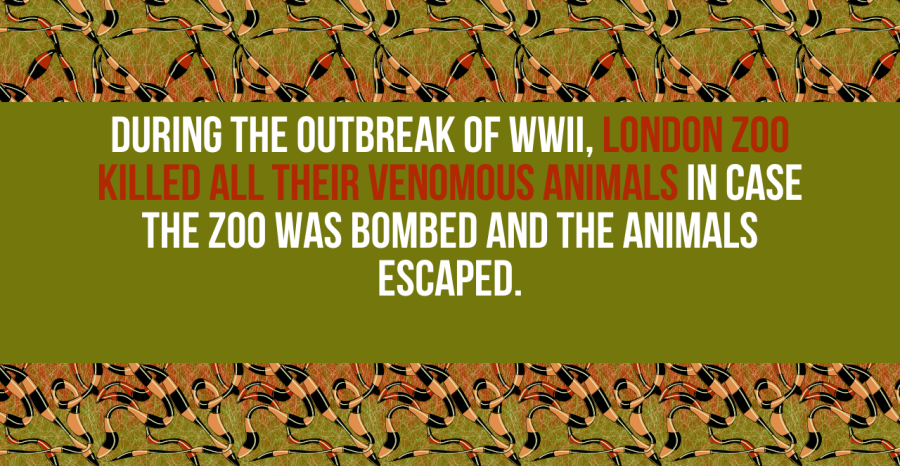 DURING THE OUTBREAK OF WWII, LONDON ZOO
KILLED ALL THEIR VENOMOUS ANIMALS IN CASE
THE ZOO WAS BOMBED AND THE ANIMALS
ESCAPED.